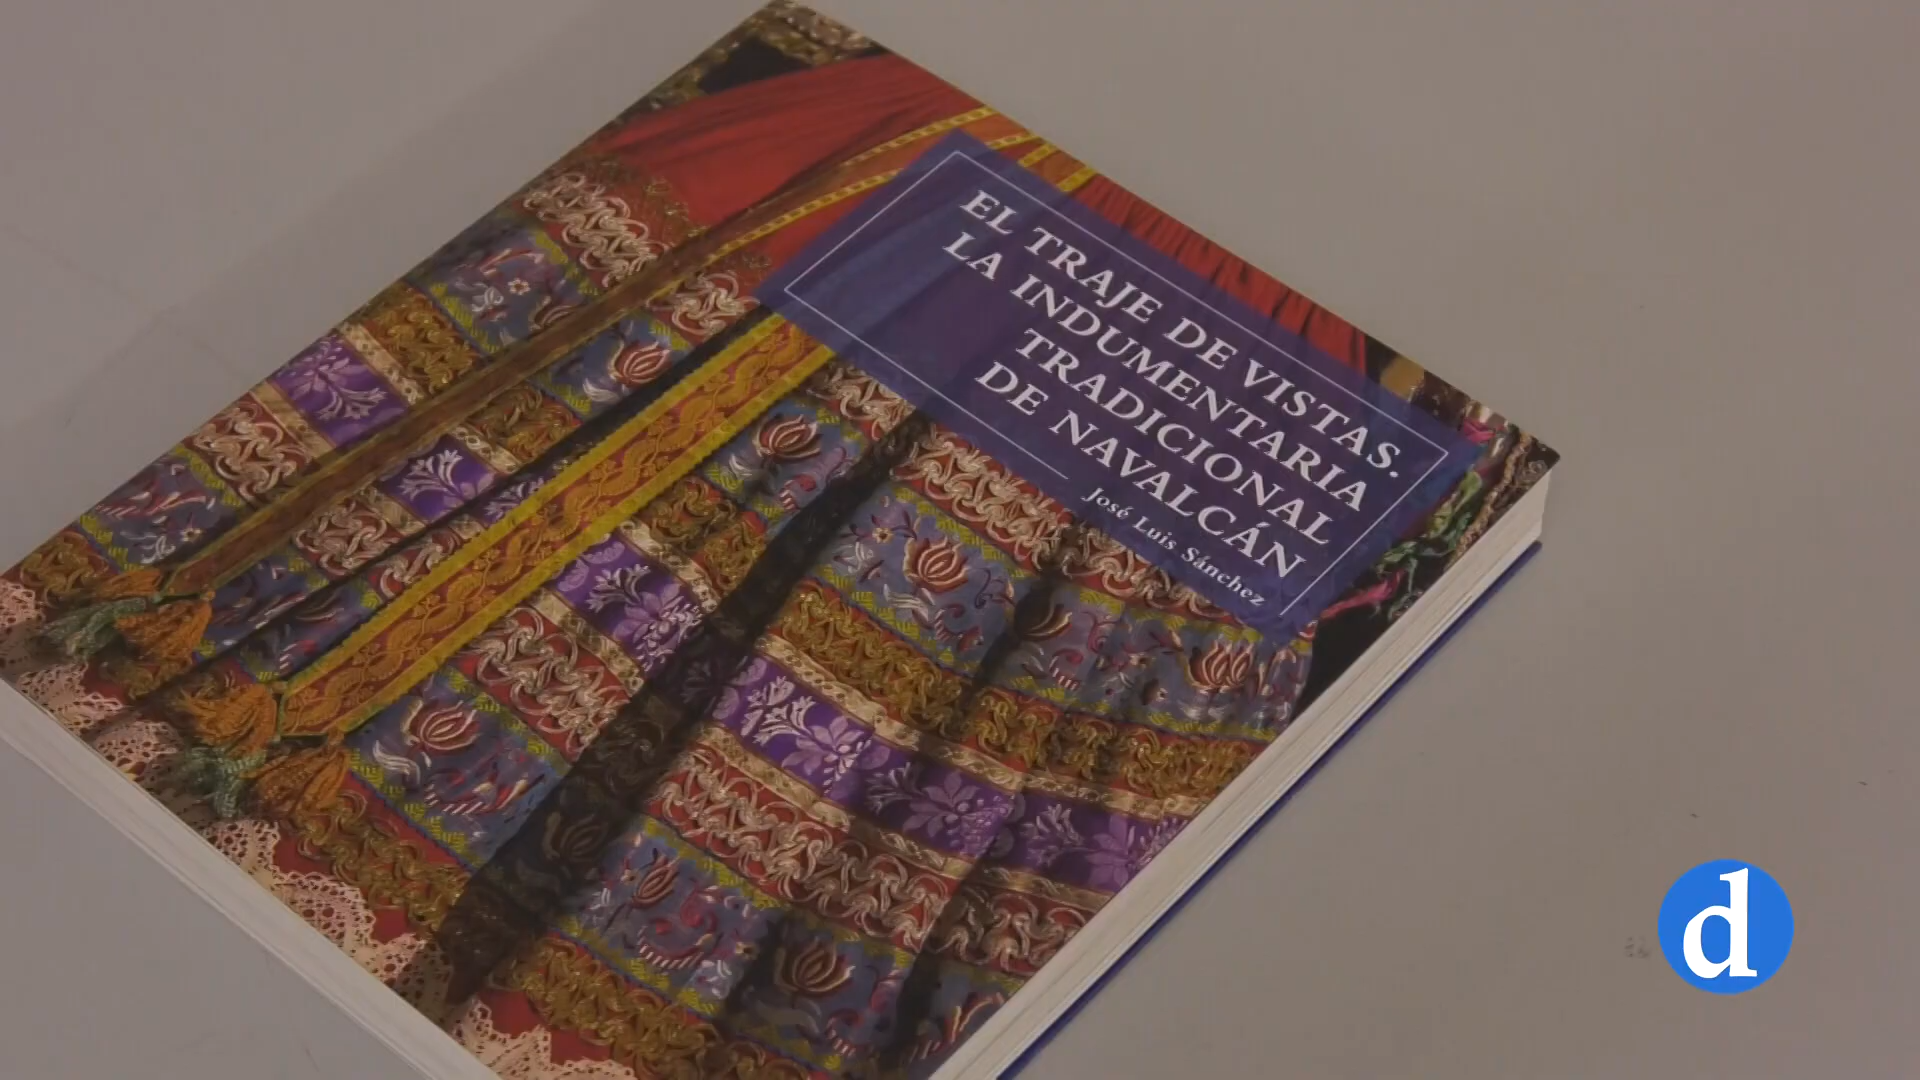 EL TRAJE DE VISTAS.
LA INDUMENTARIA
TRADICIONAL
DE NAVALCÁN
José Luis Sánchez
d